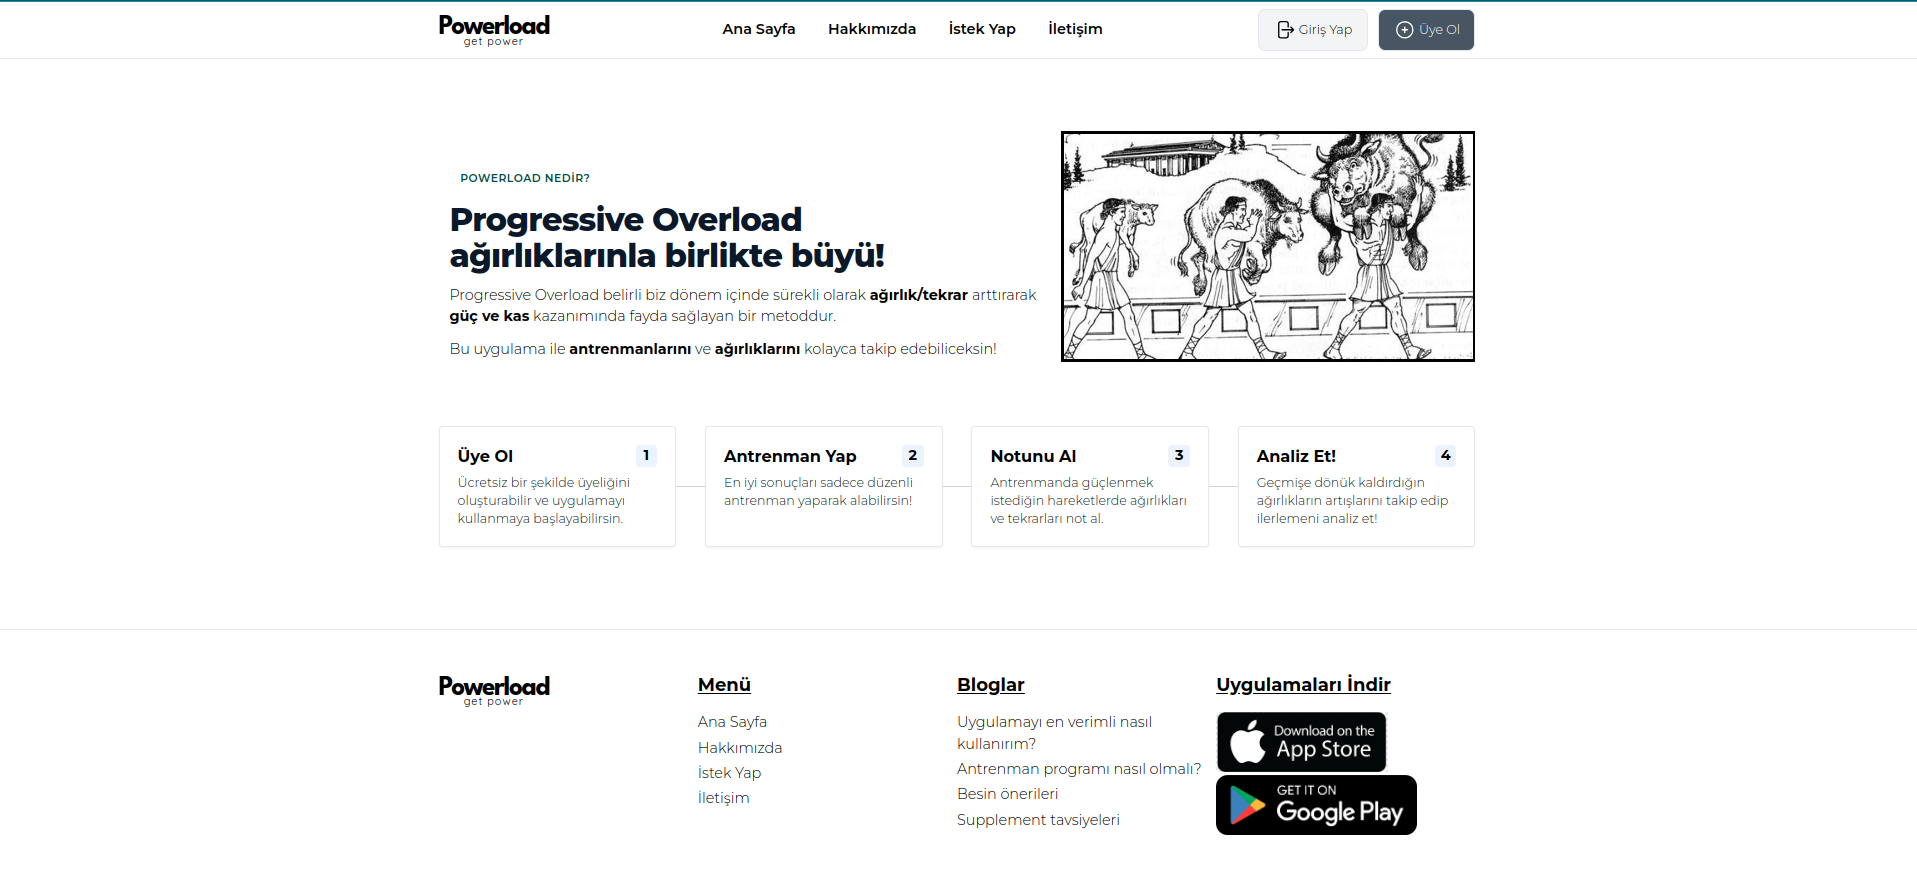 Powerload
get power
Ana Sayfa
Hakkımızda
İstek Yap
İletişim
Giriş Yap
Üye Ol
POWERLOAD NEDİR?
Progressive Overload
ağırlıklarınla birlikte büyü!
Progressive Overload belirli biz dönem içinde sürekli olarak ağırlık/tekrar arttırarak
güç ve kas kazanımında fayda sağlayan bir metoddur.
Bu uygulama ile antrenmanlarını ve ağırlıklarını kolayca takip edebiliceksin!
Üye Ol 1
Ücretsiz bir şekilde üyeliğini
oluşturabilir ve uygulamayı
kullanmaya başlayabilirsin.
Antrenman Yap 2
En iyi sonuçları sadece düzenli
antrenman yaparak alabilirsin!
Notunu Al 3
Antrenmanda güçlenmek
istediğin hareketlerde ağırlıkları
ve tekrarları not al.
Analiz Et! 4
Geçmişe dönük kaldırdığın
ağırlıkların artışlarını takip edip
ilerlemeni analiz et!
Powerload
get power
Menü
Ana Sayfa
Hakkımızda
İstek Yap
İletişim
Bloglar
Uygulamayı en verimli nasıl
kullanırım?
Antrenman programı nasıl olmalı?
Besin önerileri
Supplement tavsiyeleri
Uygulamaları İndir
Download on the
App Store
GET IT ON
Google Play